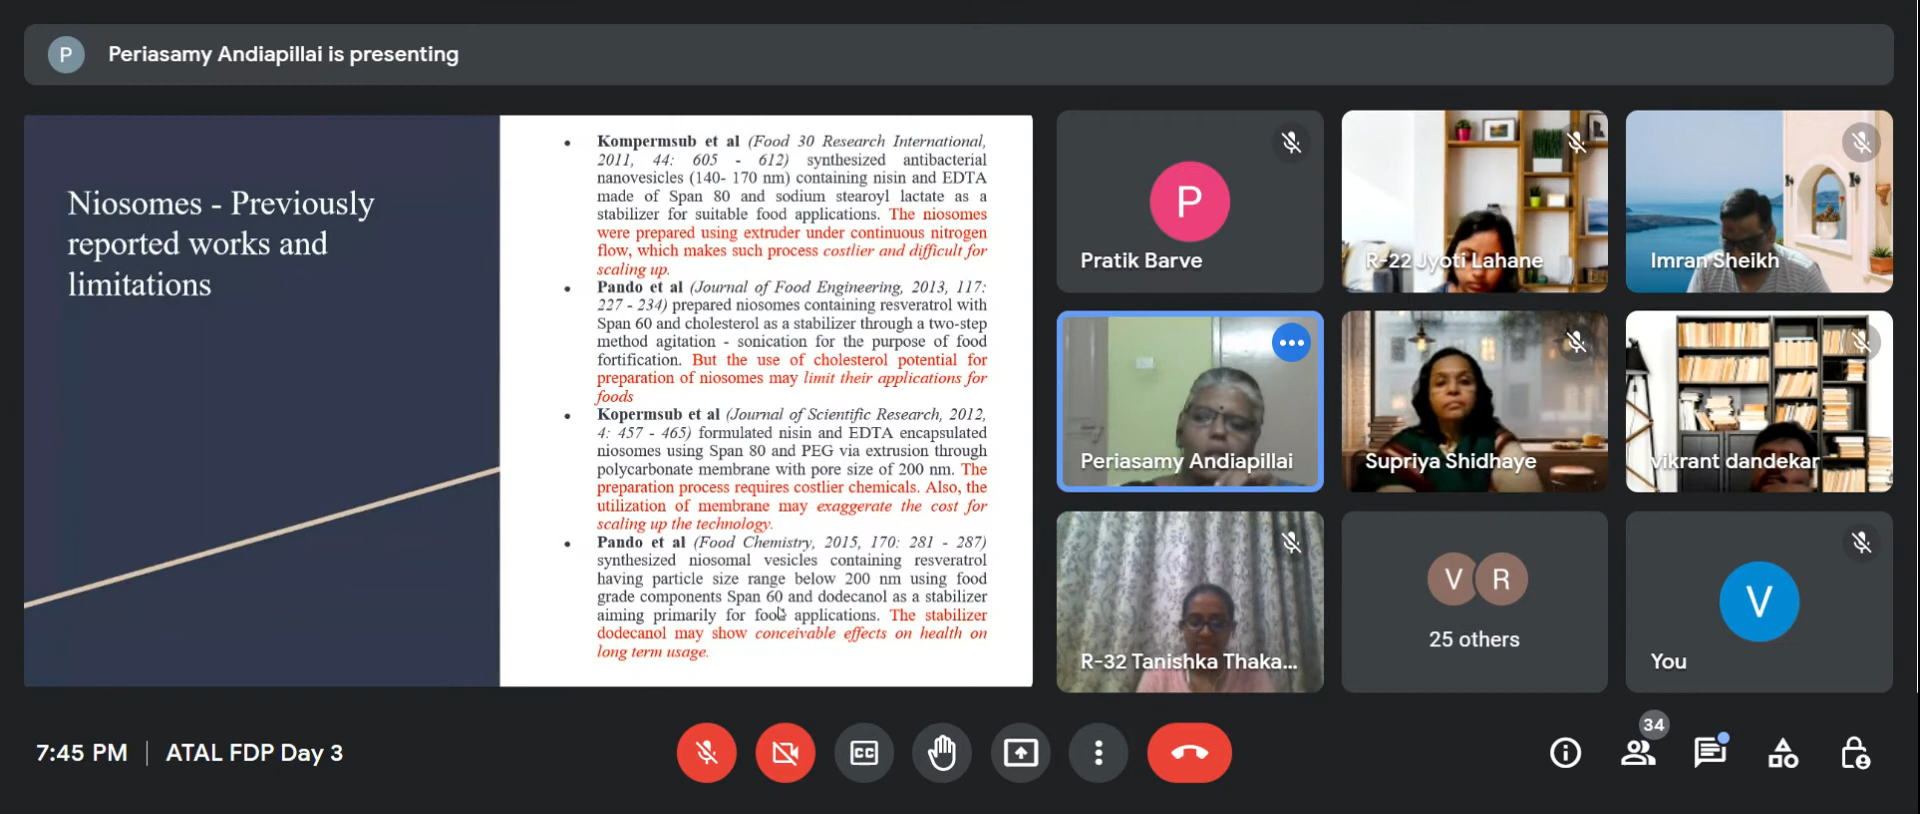 P
Periasamy Andiapillai is presenting
Niosomes - Previously
reported works and
limitations
• Kompermsub et al (Food 30 Research International,
2011, 44: 605 - 612) synthesized antibacterial
nanovesicles (140- 170 nm) containing nisin and EDTA
made of Span 80 and sodium stearoyl lactate as a
stabilizer for suitable food applications. The niosomes
were prepared using extruder under continuous nitrogen
flow, which makes such process costlier and difficult for
scaling up.
• Pando et al (Journal of Food Engineering, 2013, 117:
227 - 234) prepared niosomes containing resveratrol with
Span 60 and cholesterol as a stabilizer through a two-step
method agitation - sonication for the purpose of food
fortification. But the use of cholesterol potential for
preparation of niosomes may limit their applications for
foods
• Kopermsub et al (Journal of Scientific Research, 2012,
4: 457 - 465) formulated nisin and EDTA encapsulated
niosomes using Span 80 and PEG via extrusion through
polycarbonate membrane with pore size of 200 nm. The
preparation process requires costlier chemicals. Also, the
utilization of membrane may exaggerate the cost for
scaling up the technology.
• Pando et al (Food Chemistry, 2015, 170: 281 - 287)
synthesized niosomal vesicles containing resveratrol
having particle size range below 200 nm using food
grade components Span 60 and dodecanol as a stabilizer
aiming primarily for food applications. The stabilizer
dodecanol may show conceivable effects on health on
long term usage.
P
Pratik Barve
R-22 Jyoti Lahane
Imran Sheikh
Periasamy Andiapillai
Supriya Shidhaye
vikrant dandekar
R-32 Tanishka Thaka...
V R
25 others
V
You
7:45 PM | ATAL FDP Day 3
CC
34